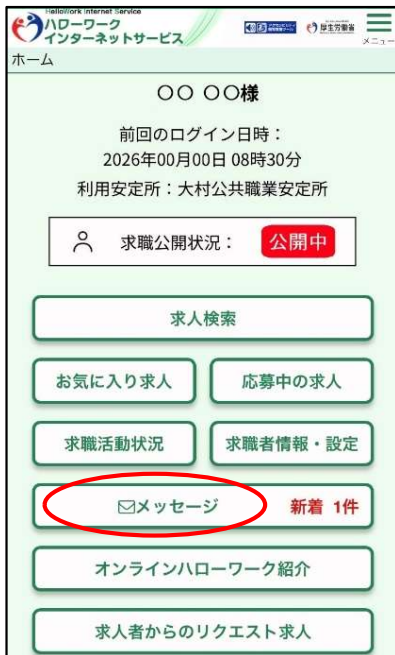 HelloWork Internet Service
ハローワーク
インターネットサービス
厚生労働省
メニュー
ホーム
○○ ○○様
前回のログイン日時：
2026年00月00日 08時30分
利用安定所：大村公共職業安定所
求職公開状況： 公開中
求人検索
お気に入り求人 応募中の求人
求職活動状況 求職者情報・設定
メッセージ 新着 1件
オンラインハローワーク紹介
求人者からのリクエスト求人